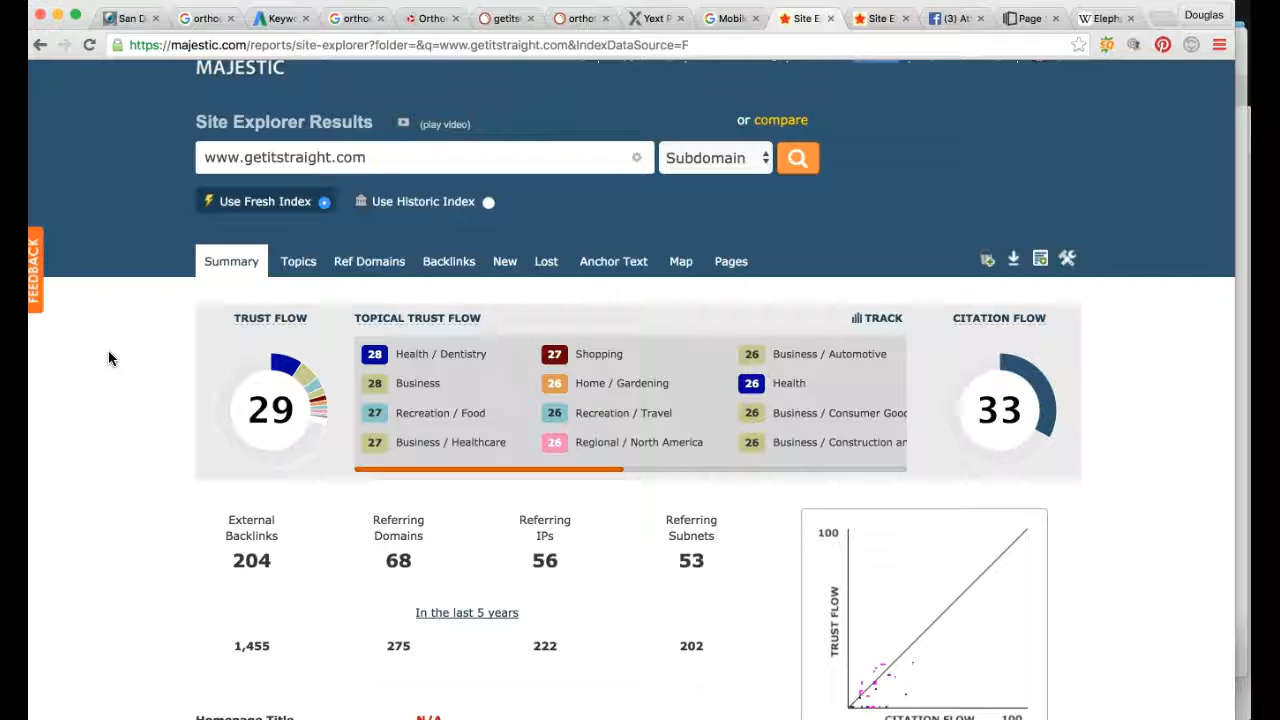 San D
ortho
Keyw
ortho
Ortho
getits
ortho
Yext P
Mobil
Site E
Site E
(3) At
Page
Eleph
Douglas
https://majestic.com/reports/site-explorer?folder=&q=www.getitstraight.com&IndexDataSource=F
MAJESTIC
Site Explorer Results (play video) or compare
www.getitstraight.com Subdomain
Use Fresh Index Use Historic Index
FEEDBACK
Summary Topics Ref Domains Backlinks New Lost Anchor Text Map Pages
TRUST FLOW TOPICAL TRUST FLOW TRACK CITATION FLOW
28 Health / Dentistry 27 Shopping 26 Business / Automotive
28 Business 26 Home / Gardening 26 Health
29 33
27 Recreation / Food 26 Recreation / Travel 26 Business / Consumer Good
27 Business / Healthcare 26 Regional / North America 26 Business / Construction an
External Referring Referring Referring
Backlinks Domains IPs Subnets
204 68 56 53
In the last 5 years
1,455 275 222 202
100
TRUST FLOW
CITATION FLOW 100
Homepage Title N/A